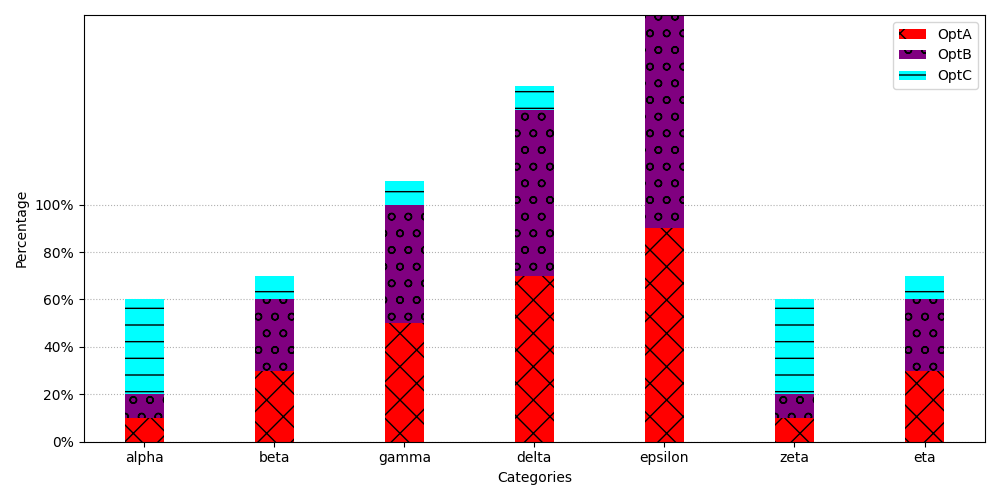 OptA
OptB
OptC
Percentage
100%
80%
60%
40%
20%
0%
alpha beta gamma delta epsilon zeta eta
Categories